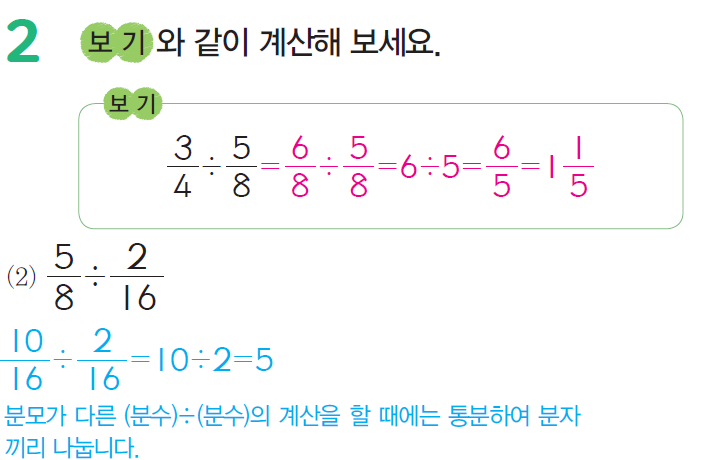 2 보기와 같이 계산해 보세요.
보기
3/4 ÷ 5/8 = 6/8 ÷ 5/8 = 6÷5 = 6/5 = 1 1/5
(2) 5/8 ÷ 2/16
10/16 ÷ 2/16 = 10÷2=5
분모가 다른 (분수)÷(분수)의 계산을 할 때에는 통분하여 분자
끼리 나눕니다.